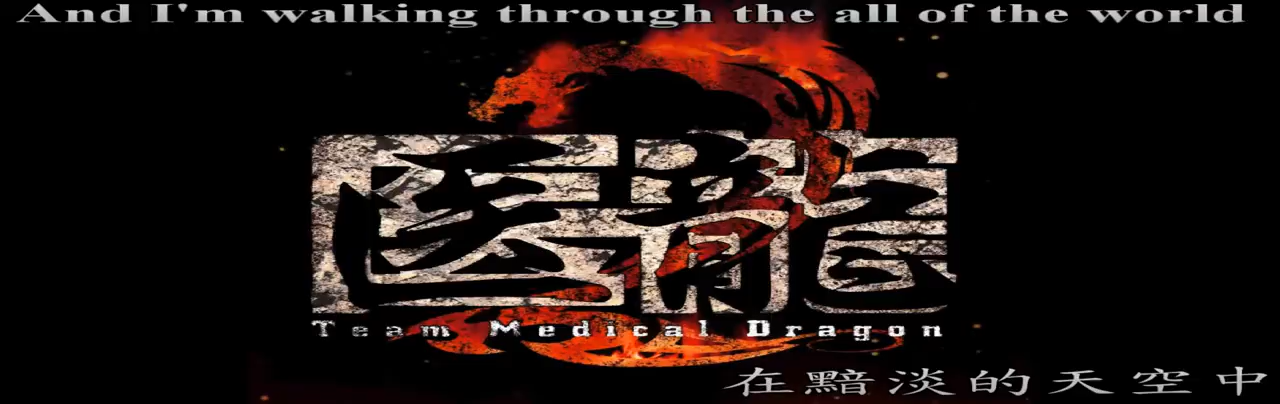 And I'm walking through the all of the world
医龍
Team Medical Dragon
在黯淡的天空中